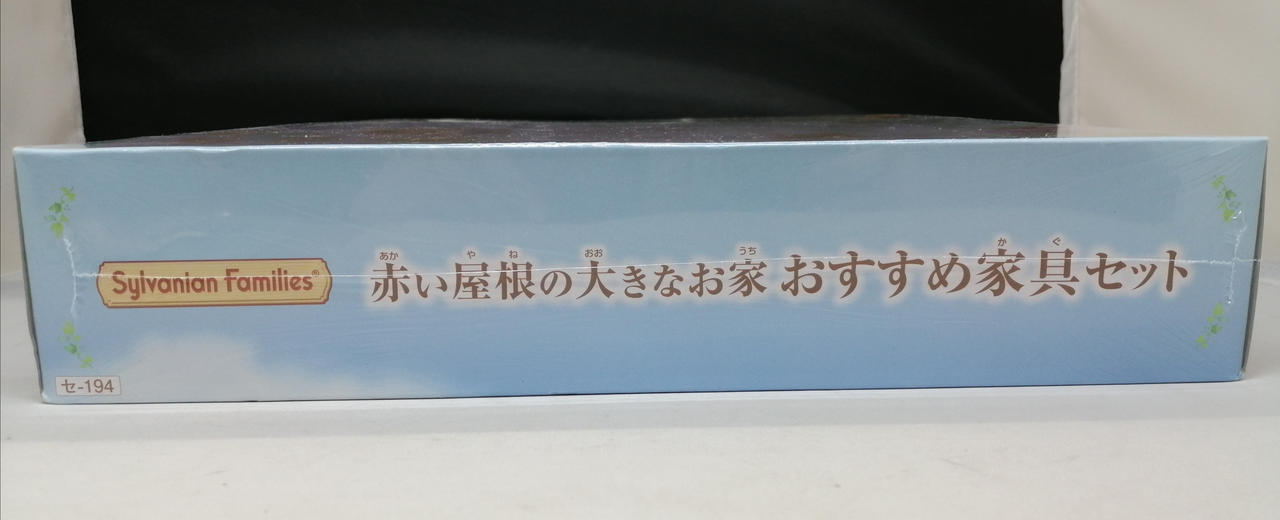 Sylvanian Families®
赤い屋根の大きなお家 おすすめ家具セット
あか や ね おお うち か ぐ
セ-194